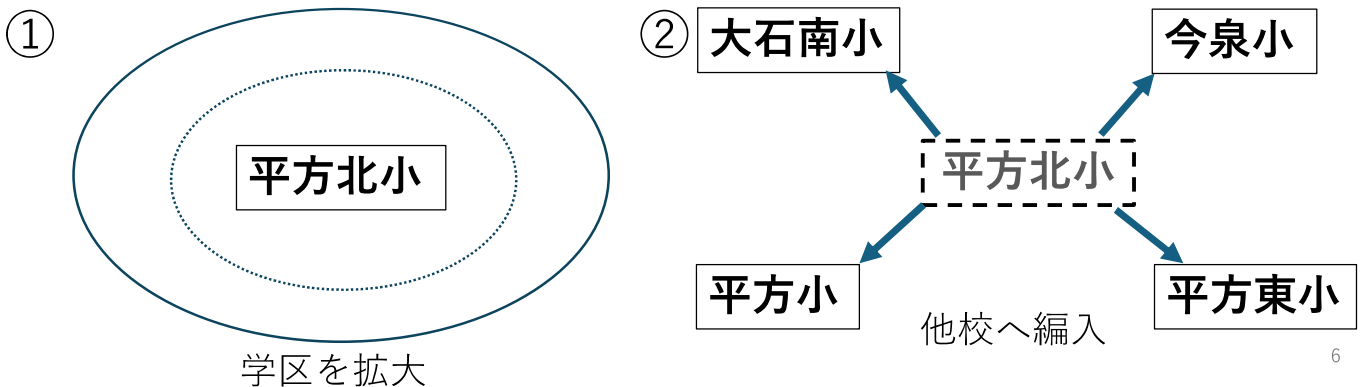 ①
平方北小
学区を拡大
②
大石南小
今泉小
平方北小
平方小
平方東小
他校へ編入
6